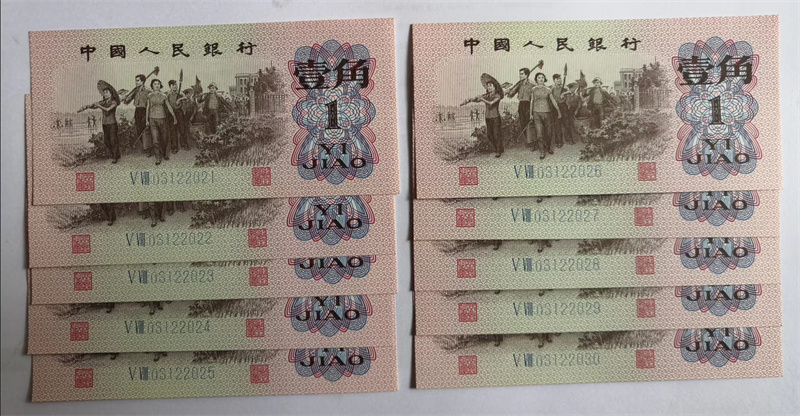 中國人民銀行
壹角
1
YI
JIAO
V VIII 03122021
YI
JIAO
V VIII 03122022
JIAO
V VIII 03122023
YI
JIAO
V VIII 03122024
YI
JIAO
V VIII 03122025
中國人民銀行
壹角
1
YI
JIAO
V VIII 03122026
YI
JIAO
V VIII 03122027
YI
JIAO
V VIII 03122028
YI
JIAO
V VIII 03122029
YI
JIAO
V VIII 03122030